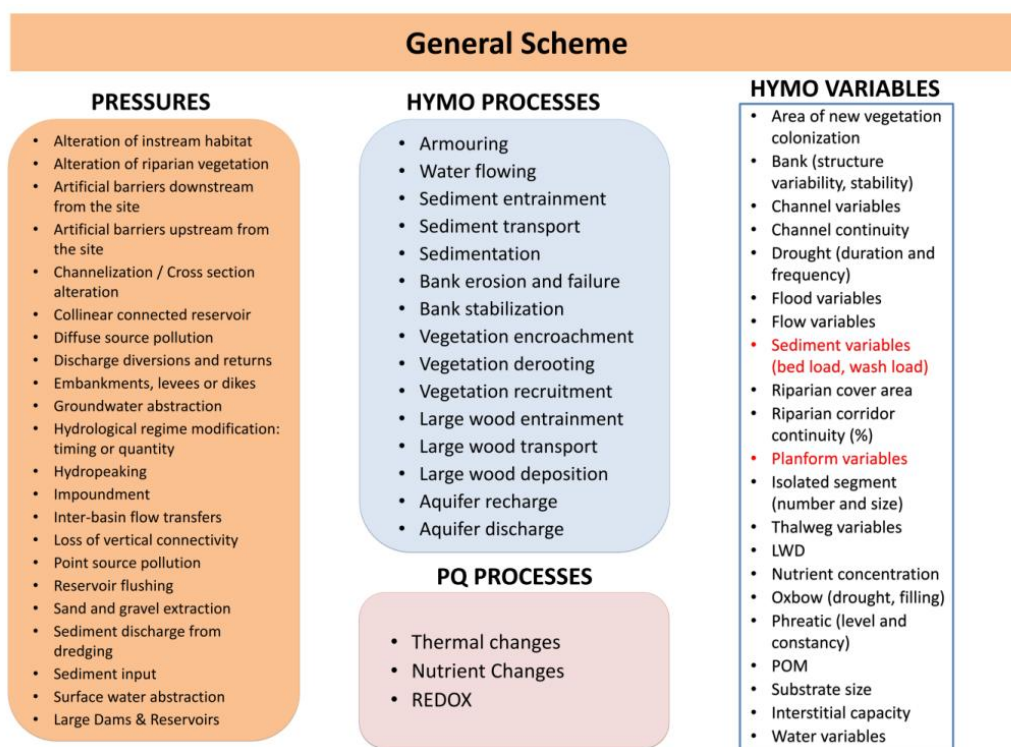 General Scheme
PRESSURES
• Alteration of instream habitat
• Alteration of riparian vegetation
• Artificial barriers downstream
from the site
• Artificial barriers upstream from
the site
• Channelization / Cross section
alteration
• Collinear connected reservoir
• Diffuse source pollution
• Discharge diversions and returns
• Embankments, levees or dikes
• Groundwater abstraction
• Hydrological regime modification:
timing or quantity
• Hydropeaking
• Impoundment
• Inter-basin flow transfers
• Loss of vertical connectivity
• Point source pollution
• Reservoir flushing
• Sand and gravel extraction
• Sediment discharge from
dredging
• Sediment input
• Surface water abstraction
• Large Dams & Reservoirs
HYMO PROCESSES
• Armouring
• Water flowing
• Sediment entrainment
• Sediment transport
• Sedimentation
• Bank erosion and failure
• Bank stabilization
• Vegetation encroachment
• Vegetation derooting
• Vegetation recruitment
• Large wood entrainment
• Large wood transport
• Large wood deposition
• Aquifer recharge
• Aquifer discharge
PQ PROCESSES
• Thermal changes
• Nutrient Changes
• REDOX
HYMO VARIABLES
• Area of new vegetation
colonization
• Bank (structure
variability, stability)
• Channel variables
• Channel continuity
• Drought (duration and
frequency)
• Flood variables
• Flow variables
• Sediment variables
(bed load, wash load)
• Riparian cover area
• Riparian corridor
continuity (%)
• Planform variables
• Isolated segment
(number and size)
• Thalweg variables
• LWD
• Nutrient concentration
• Oxbow (drought, filling)
• Phreatic (level and
constancy)
• POM
• Substrate size
• Interstitial capacity
• Water variables